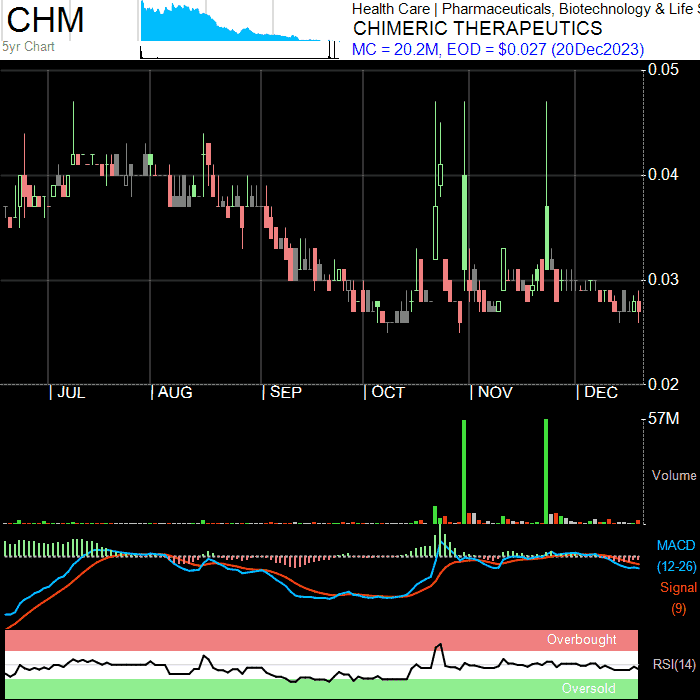 CHM
5yr Chart
Health Care | Pharmaceuticals, Biotechnology & Life S
CHIMERIC THERAPEUTICS
MC = 20.2M, EOD = $0.027 (20Dec2023)
0.05
0.04
0.03
0.02
JUL
AUG
SEP
OCT
NOV
DEC
57M
Volume
MACD
(12-26)
Signal
(9)
Overbought
RSI(14)
Oversold